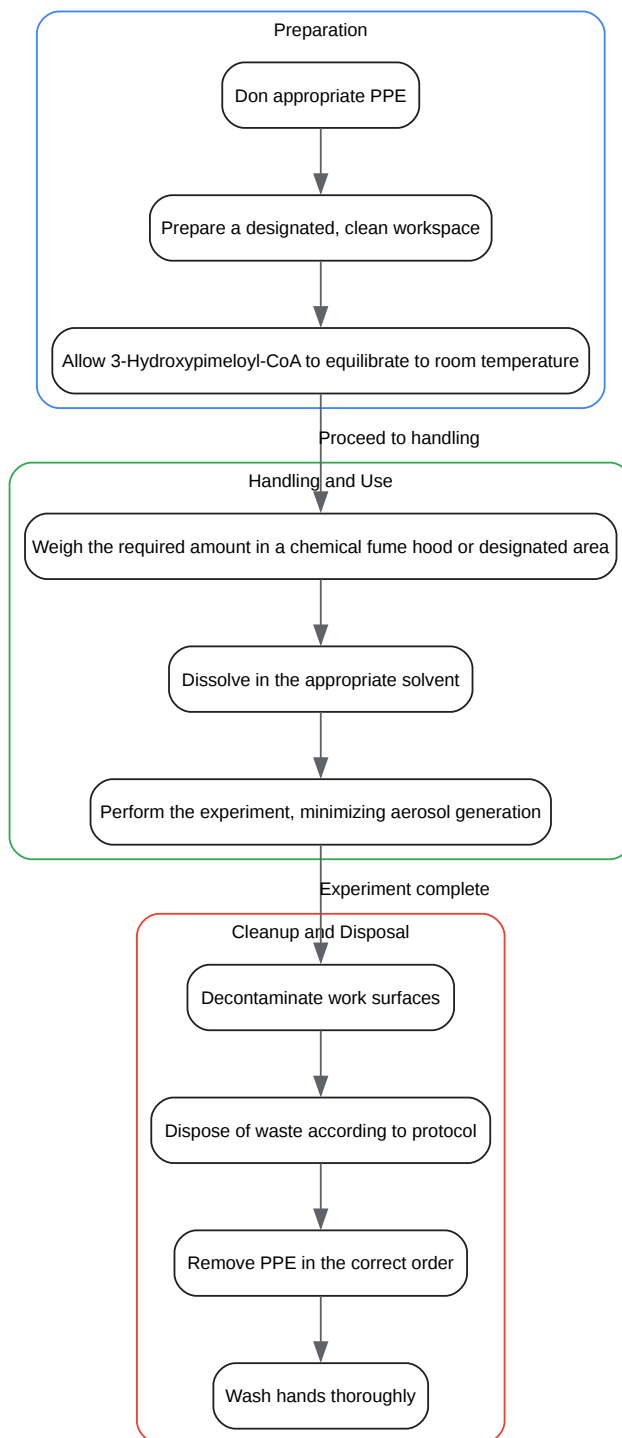 Preparation
Don appropriate PPE
Prepare a designated, clean workspace
Allow 3-Hydroxypimeloyl-CoA to equilibrate to room temperature
Proceed to handling
Handling and Use
Weigh the required amount in a chemical fume hood or designated area
Dissolve in the appropriate solvent
Perform the experiment, minimizing aerosol generation
Experiment complete
Cleanup and Disposal
Decontaminate work surfaces
Dispose of waste according to protocol
Remove PPE in the correct order
Wash hands thoroughly